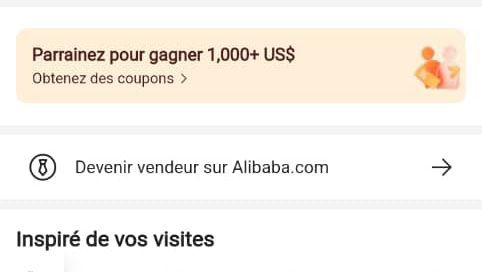 Parrainez pour gagner 1,000+ US$
Obtenez des coupons >
Devenir vendeur sur Alibaba.com
Inspiré de vos visites